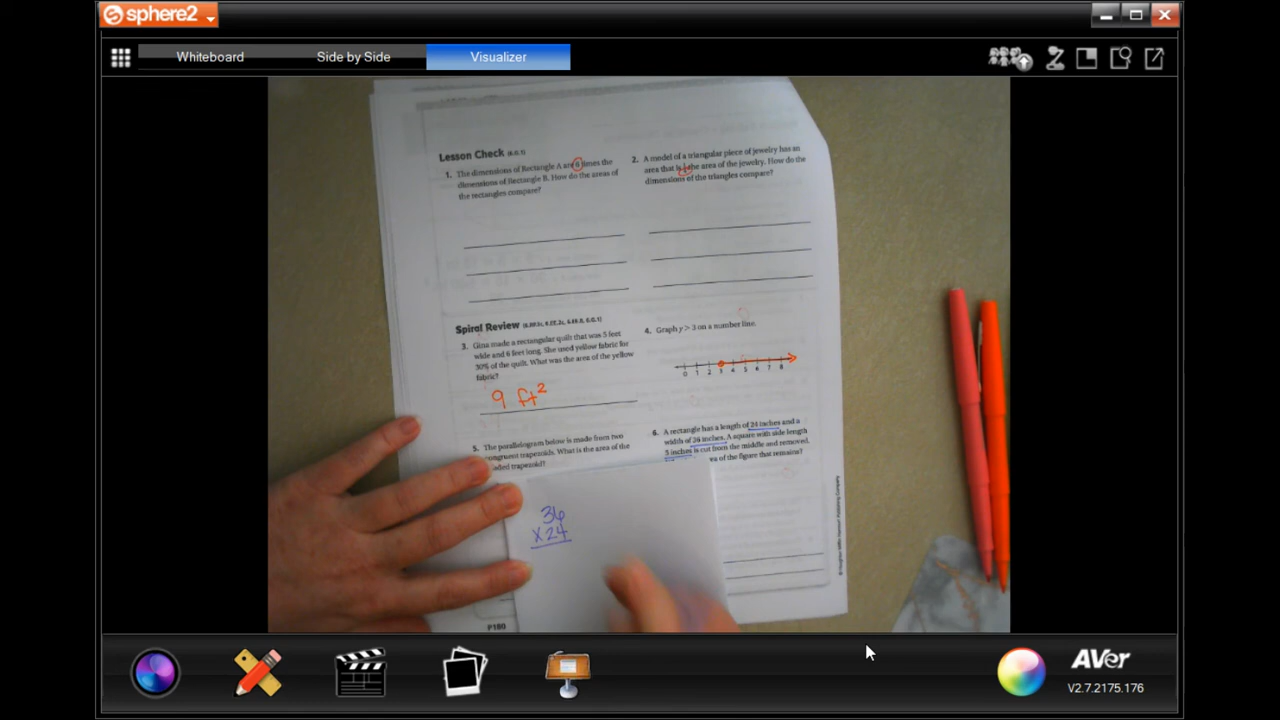 sphere2
Whiteboard
Side by Side
Visualizer
Lesson Check (6.G.1)
1. The dimensions of Rectangle A are 6 times the
dimensions of Rectangle B. How do the areas of
the rectangles compare?
2. A model of a triangular piece of jewelry has an
area that is the area of the jewelry. How do the
dimensions of the triangles compare?
Spiral Review
3. Gina made a rectangular quilt that was 5 feet
wide and 6 feet long. She used yellow fabric for
30% of the quilt. What was the area of the yellow
fabric?
9 ft²
4. Graph y > 3 on a number line.
0 1 2 3 4 5 6 7 8
5. The parallelogram below is made from two
congruent trapezoids. What is the area of the
aded trapezoid?
6. A rectangle has a length of 24 inches and a
width of 26 inches. A square with side length
5 inches is cut from the middle and removed.
of the figure that remains?
36
x24
P180
AVer
V2.7.2175.176